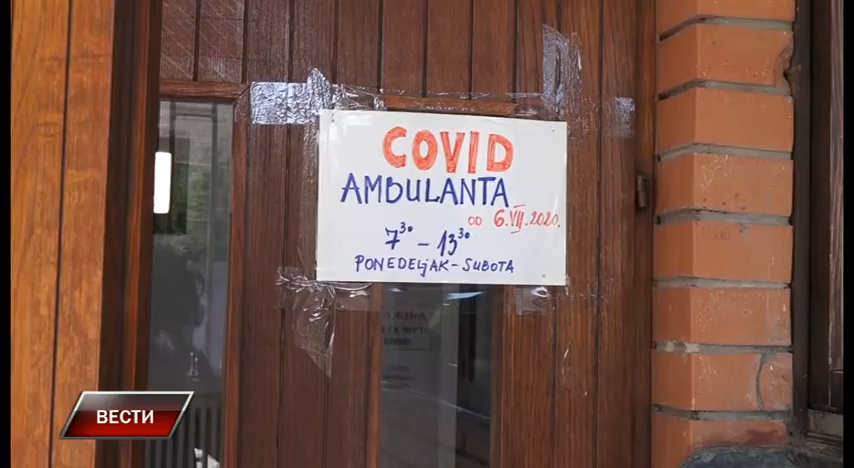 COVID
AMBULANTA
OD 6.VII.2020.
7³⁰ - 13³⁰
PONEDELjAK - SUBOTA
ВЕСТИ